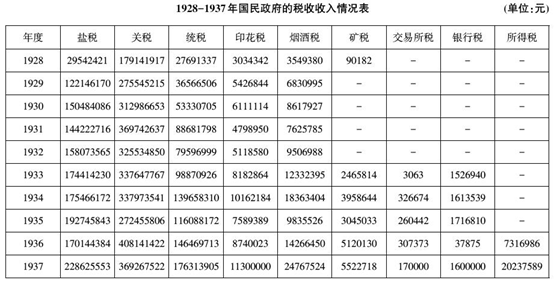 1928-1937年国民政府的税收收入情况表 (单位:元)
年度 盐税 关税 统税 印花税 烟酒税 矿税 交易所税 银行税 所得税
1928 29542421 179141917 27691337 3034342 3549380 90182 - - -
1929 122146170 275545215 36566506 5426844 6830995 - - - -
1930 150484086 312986653 53330705 6111114 8617927 - - - -
1931 144222716 369742637 88681798 4798950 7625785 - - - -
1932 158073565 325534850 79596999 5118580 9506988 - - - -
1933 174414230 337647767 98870926 8182864 12332395 2465814 3063 1526940 -
1934 175466172 337973541 139658310 10162184 18363404 3958644 326674 1613539 -
1935 192745843 272455806 116088172 7589389 9835526 3045033 260442 1716810 -
1936 170144384 408141422 146469713 8740023 14266450 5120130 307373 37875 7316986
1937 228625553 369267522 176313905 11300000 24767524 5522718 170000 1600000 20237589